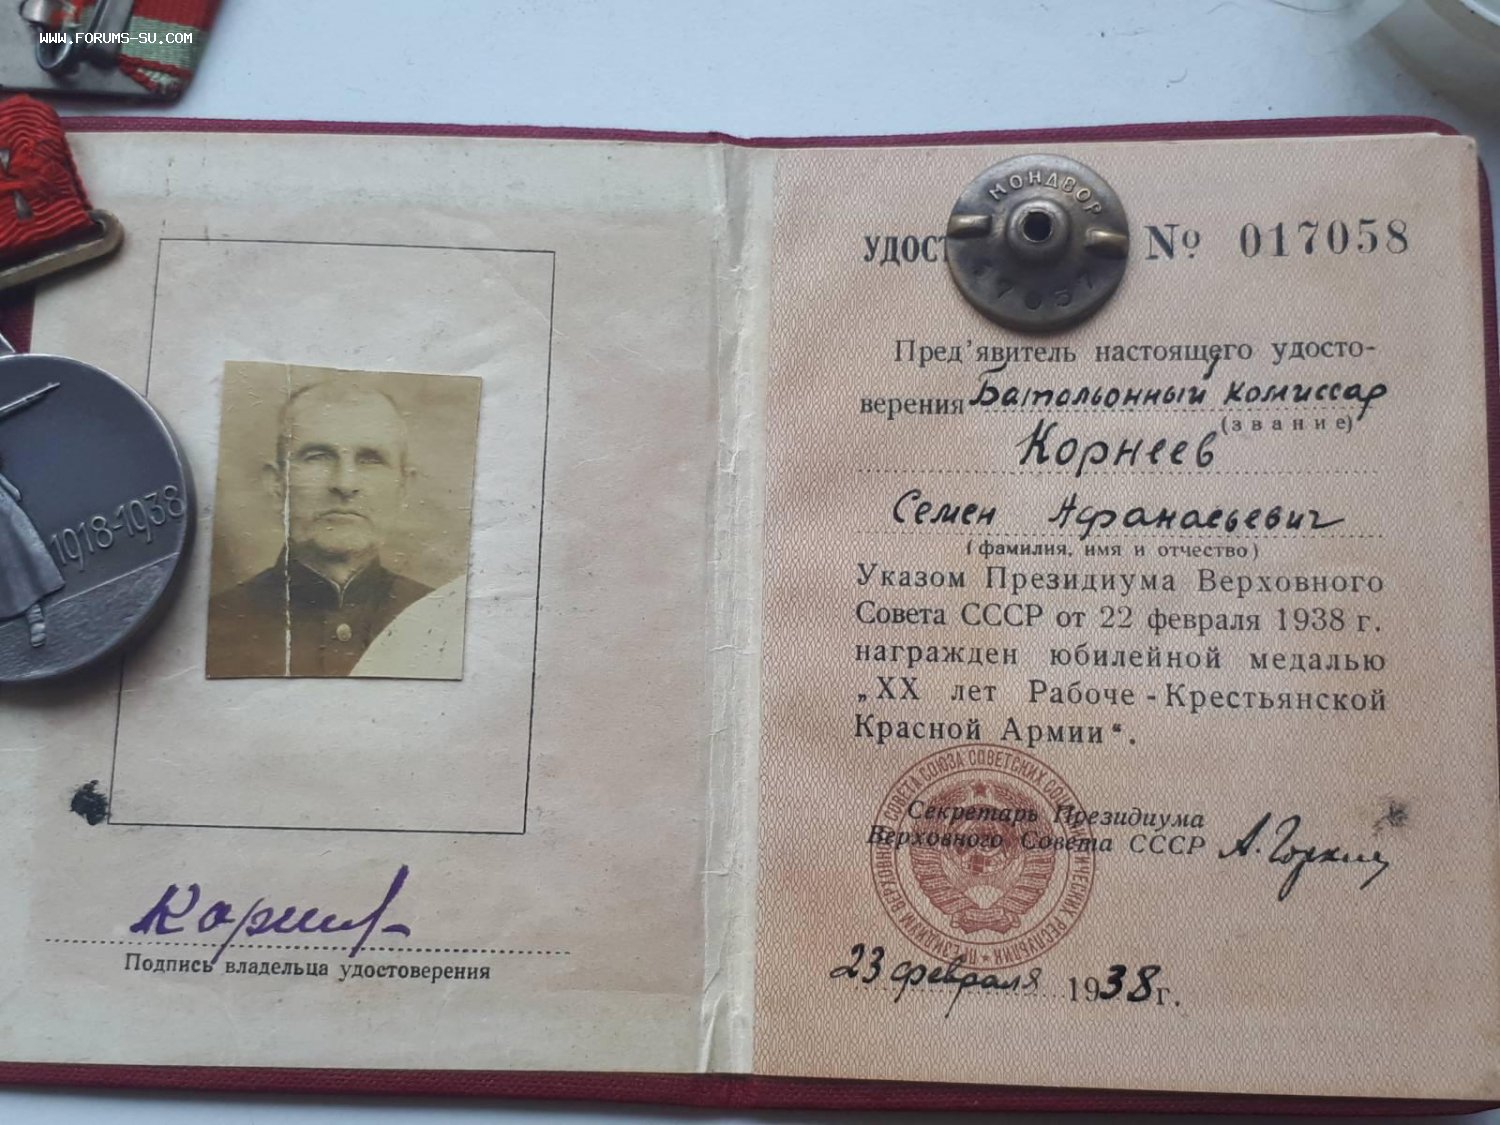 WWW.FORUMS-SU.COM
1918-1938
Корнев
Подпись владельца удостоверения
МОНДВОР
УДОСТ № 017058
Пред'явитель настоящего удосто-
верения Батальонный комиссар
(звание)
Корнеев
Семен Афанасьевич
(фамилия, имя и отчество)
Указом Президиума Верховного
Совета СССР от 22 февраля 1938 г.
награжден юбилейной медалью
„XX лет Рабоче-Крестьянской
Красной Армии“.
Секретарь Президиума
Верховного Совета СССР А. Горкин
23 февраля 1938 г.